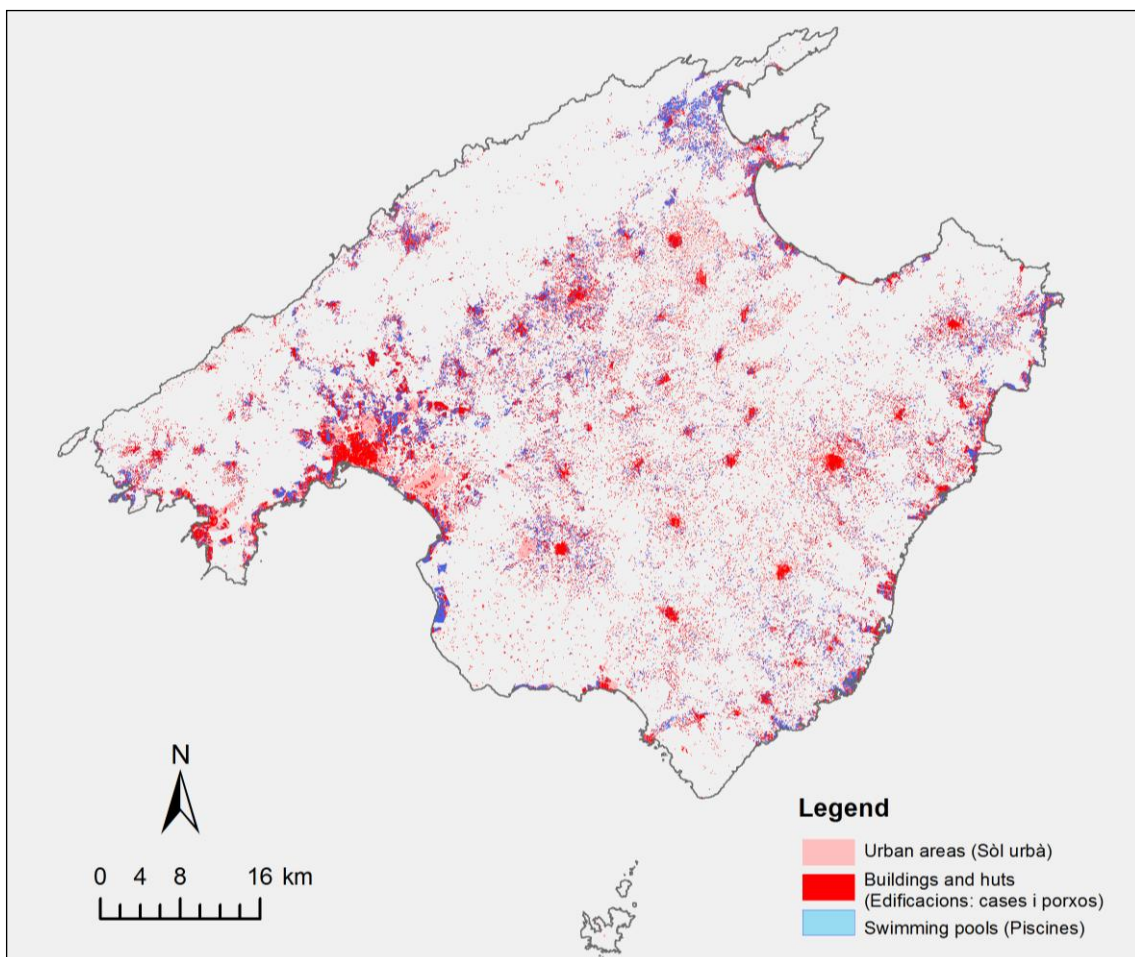 N
0 4 8 16 km
Legend
Urban areas (Sòl urbà)
Buildings and huts
(Edificacions: cases i porxos)
Swimming pools (Piscines)